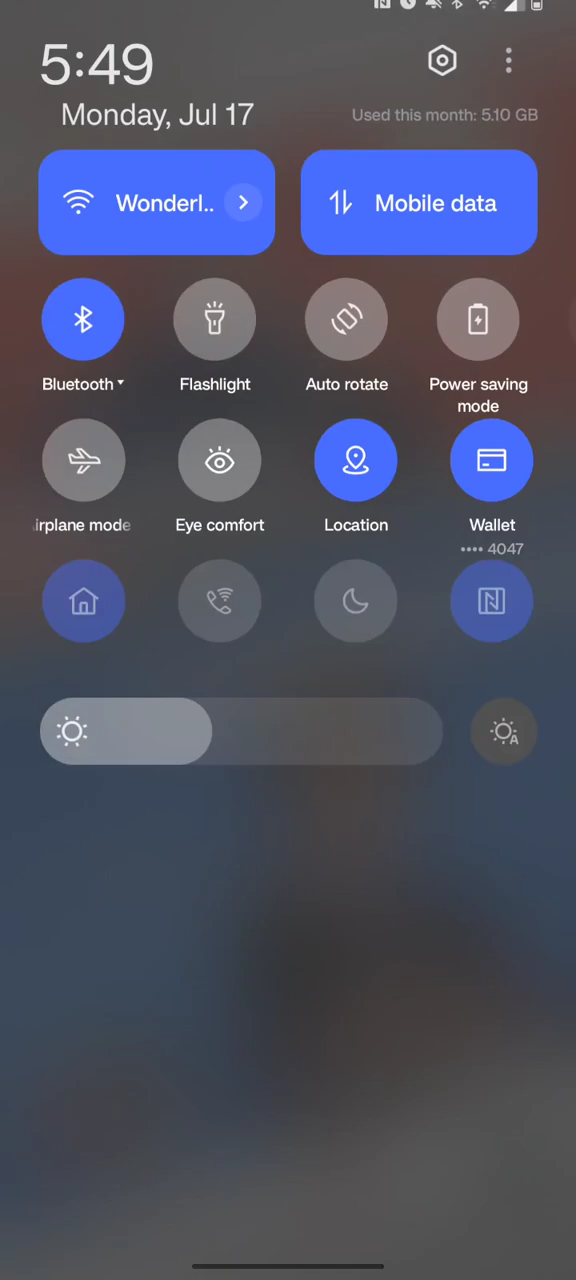 5:49
Monday, Jul 17
Used this month: 5.10 GB
Wonderl..
Mobile data
Bluetooth
Flashlight
Auto rotate
Power saving
mode
irplane mode
Eye comfort
Location
Wallet
•••• 4047
A